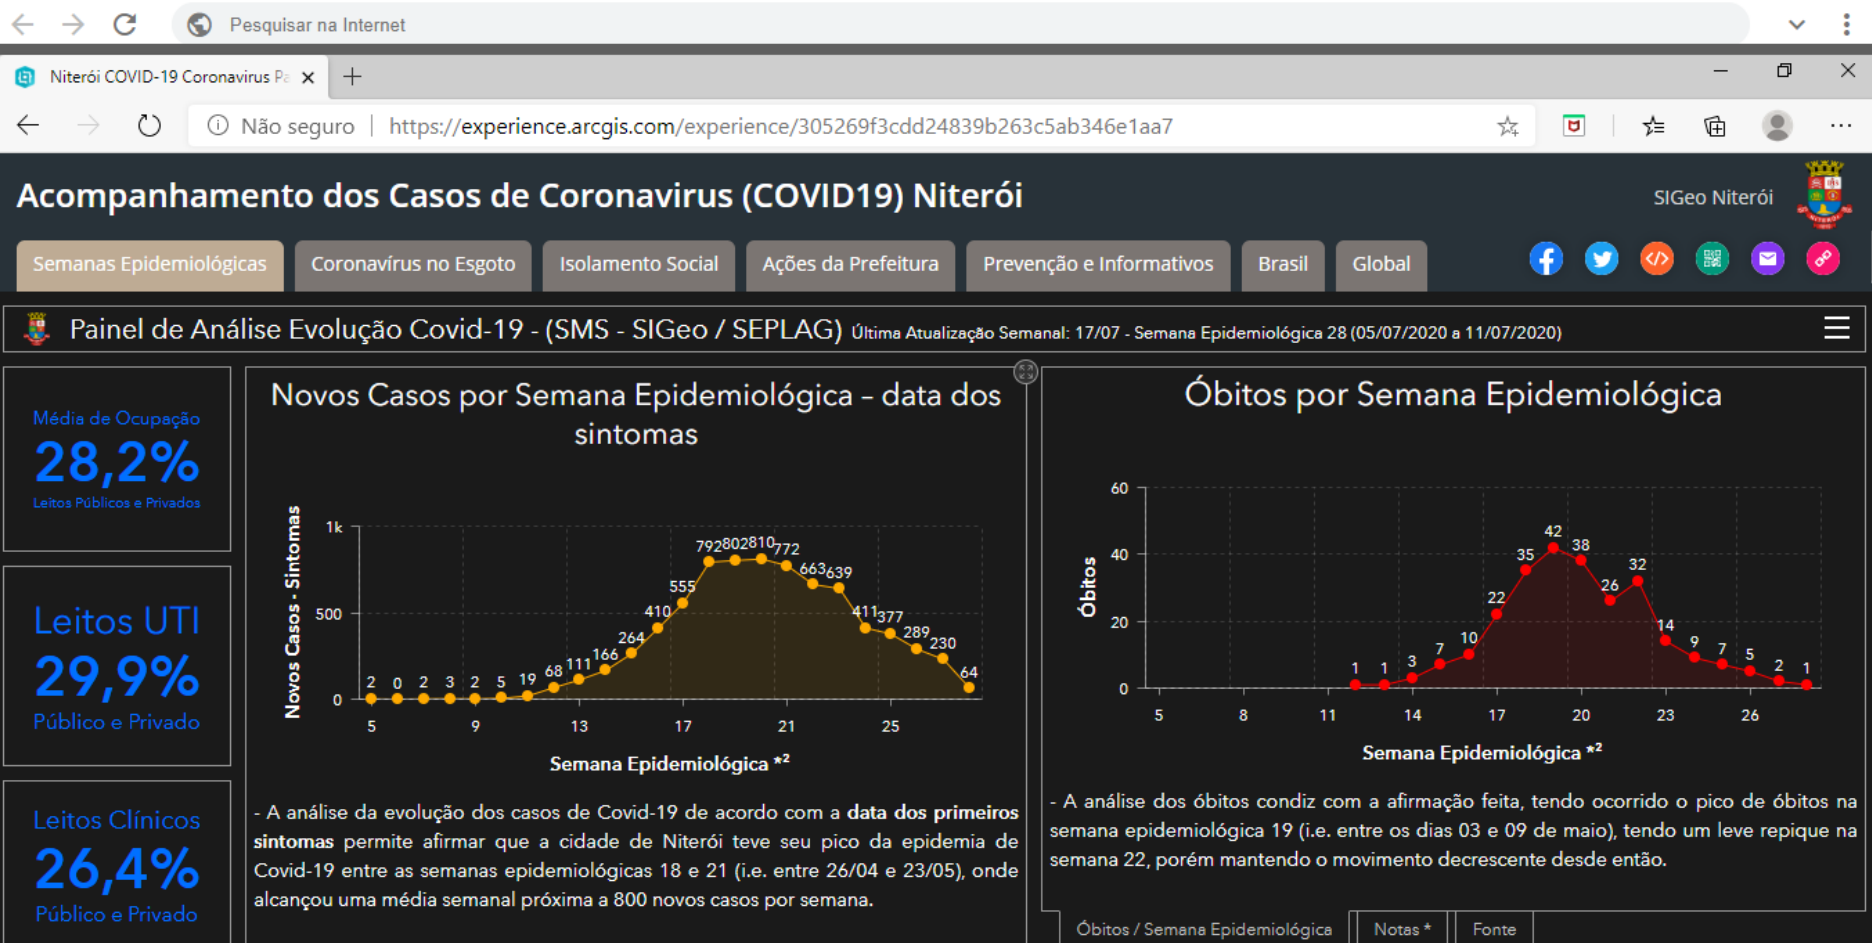 Pesquisar na Internet
Niterói COVID-19 Coronavirus Pa
Não seguro | https://experience.arcgis.com/experience/305269f3cdd24839b263c5ab346e1aa7
Acompanhamento dos Casos de Coronavirus (COVID19) Niterói
SIGeo Niterói
Semanas Epidemiológicas
Coronavírus no Esgoto
Isolamento Social
Ações da Prefeitura
Prevenção e Informativos
Brasil
Global
Painel de Análise Evolução Covid-19 - (SMS - SIGeo / SEPLAG) Última Atualização Semanal: 17/07 - Semana Epidemiológica 28 (05/07/2020 a 11/07/2020)
Média de Ocupação
28,2%
Leitos Públicos e Privados
Leitos UTI
29,9%
Público e Privado
Leitos Clínicos
26,4%
Público e Privado
Novos Casos por Semana Epidemiológica – data dos
sintomas
Novos Casos - Sintomas
1k
500
0
2 0 2 3 2 5 19 68 111 166 264 410 555 792 802 810 772 663 639 411 377 289 230 64
5 9 13 17 21 25
Semana Epidemiológica *²
- A análise da evolução dos casos de Covid-19 de acordo com a data dos primeiros
sintomas permite afirmar que a cidade de Niterói teve seu pico da epidemia de
Covid-19 entre as semanas epidemiológicas 18 e 21 (i.e. entre 26/04 e 23/05), onde
alcançou uma média semanal próxima a 800 novos casos por semana.
Óbitos por Semana Epidemiológica
Óbitos
60
40
20
0
1 1 3 7 10 22 35 42 38 26 32 14 9 7 5 2 1
5 8 11 14 17 20 23 26
Semana Epidemiológica *²
- A análise dos óbitos condiz com a afirmação feita, tendo ocorrido o pico de óbitos na
semana epidemiológica 19 (i.e. entre os dias 03 e 09 de maio), tendo um leve repique na
semana 22, porém mantendo o movimento decrescente desde então.
Óbitos / Semana Epidemiológica
Notas *
Fonte